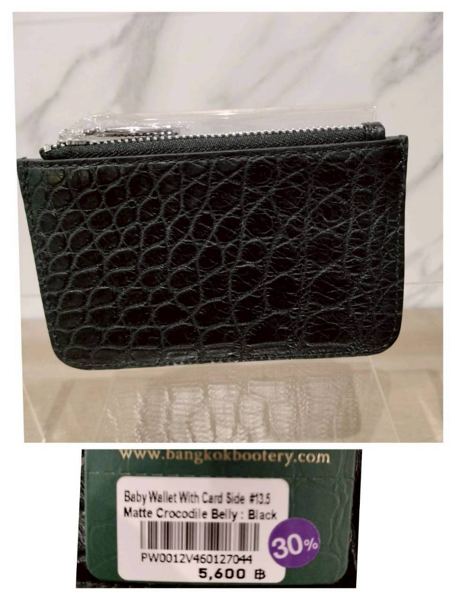 www.bangkokbootery.com
Baby Wallet With Card Side #13.5
Matte Crocodile Belly : Black
PW0012V460127044
5,600 ฿
30%